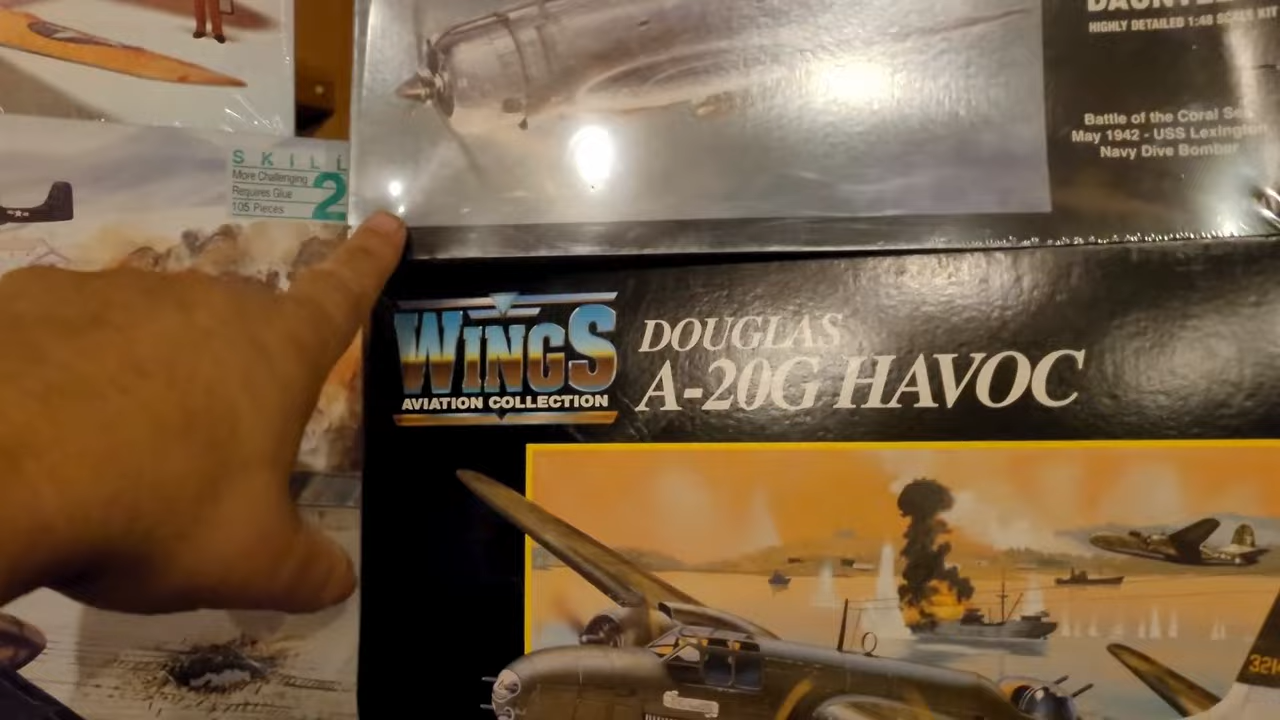 HIGHLY DETAILED 1:48 SCALE KIT
Battle of the Coral Sea
May 1942 - USS Lexington
Navy Dive Bomber
SKILL
More Challenging
Requires Glue
105 Pieces
2
WINGS
AVIATION COLLECTION
DOUGLAS
A-20G HAVOC